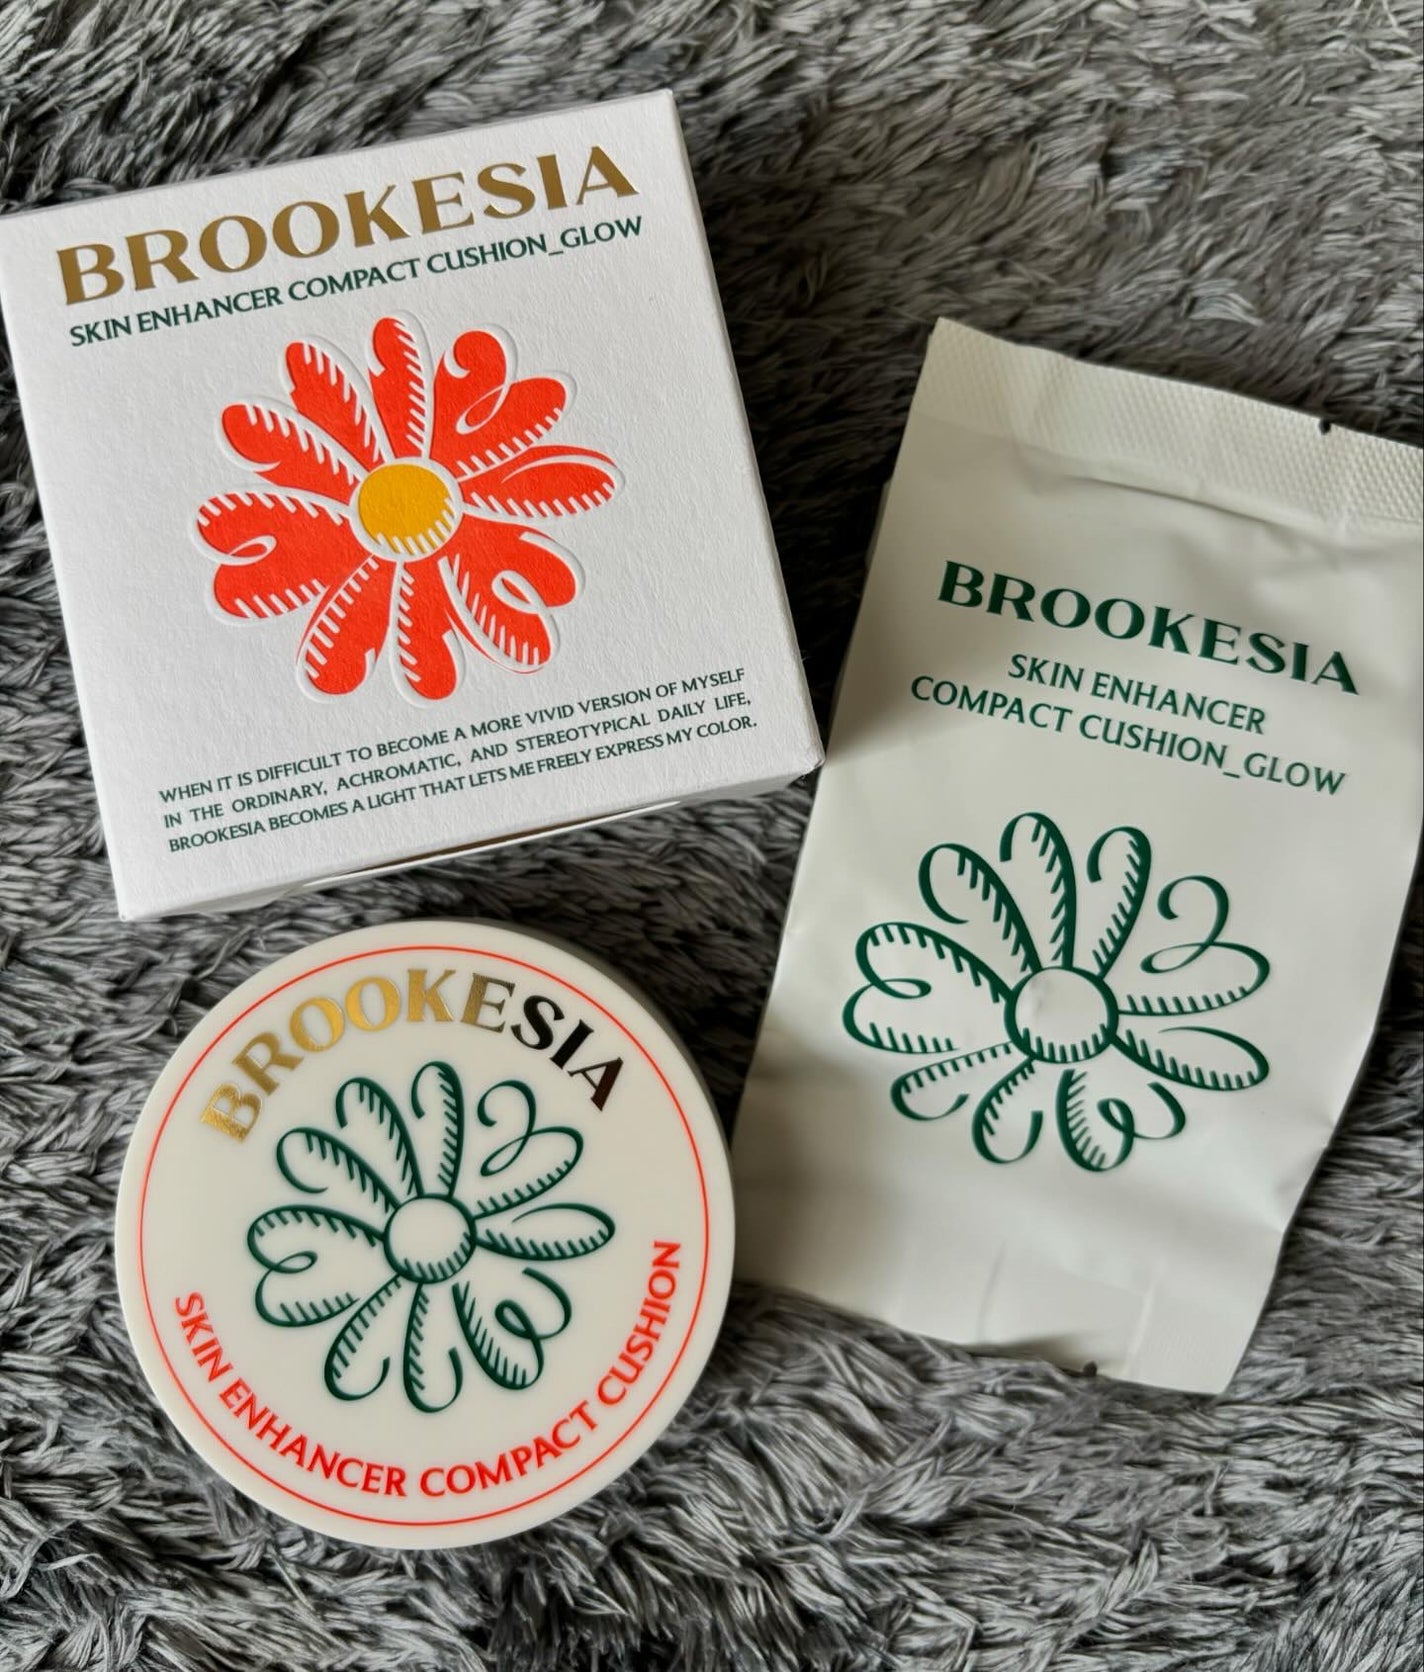 BROOKESIA
SKIN ENHANCER COMPACT CUSHION_GLOW
WHEN IT IS DIFFICULT TO BECOME A MORE VIVID VERSION OF MYSELF
IN THE ORDINARY, ACHROMATIC, AND STEREOTYPICAL DAILY LIFE,
BROOKESIA BECOMES A LIGHT THAT LETS ME FREELY EXPRESS MY COLOR.
BROOKESIA
SKIN ENHANCER
COMPACT CUSHION_GLOW
BROOKESIA
SKIN ENHANCER COMPACT CUSHION